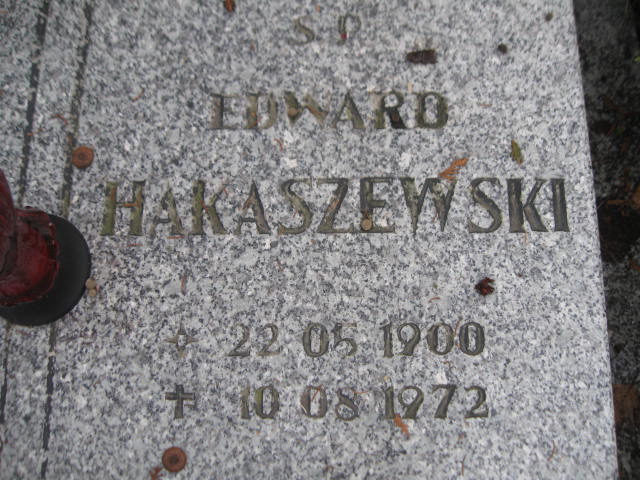 Ś.P.
EDWARD
HAKASZEWSKI
☆ 22 05 1900
✝ 10 08 1972